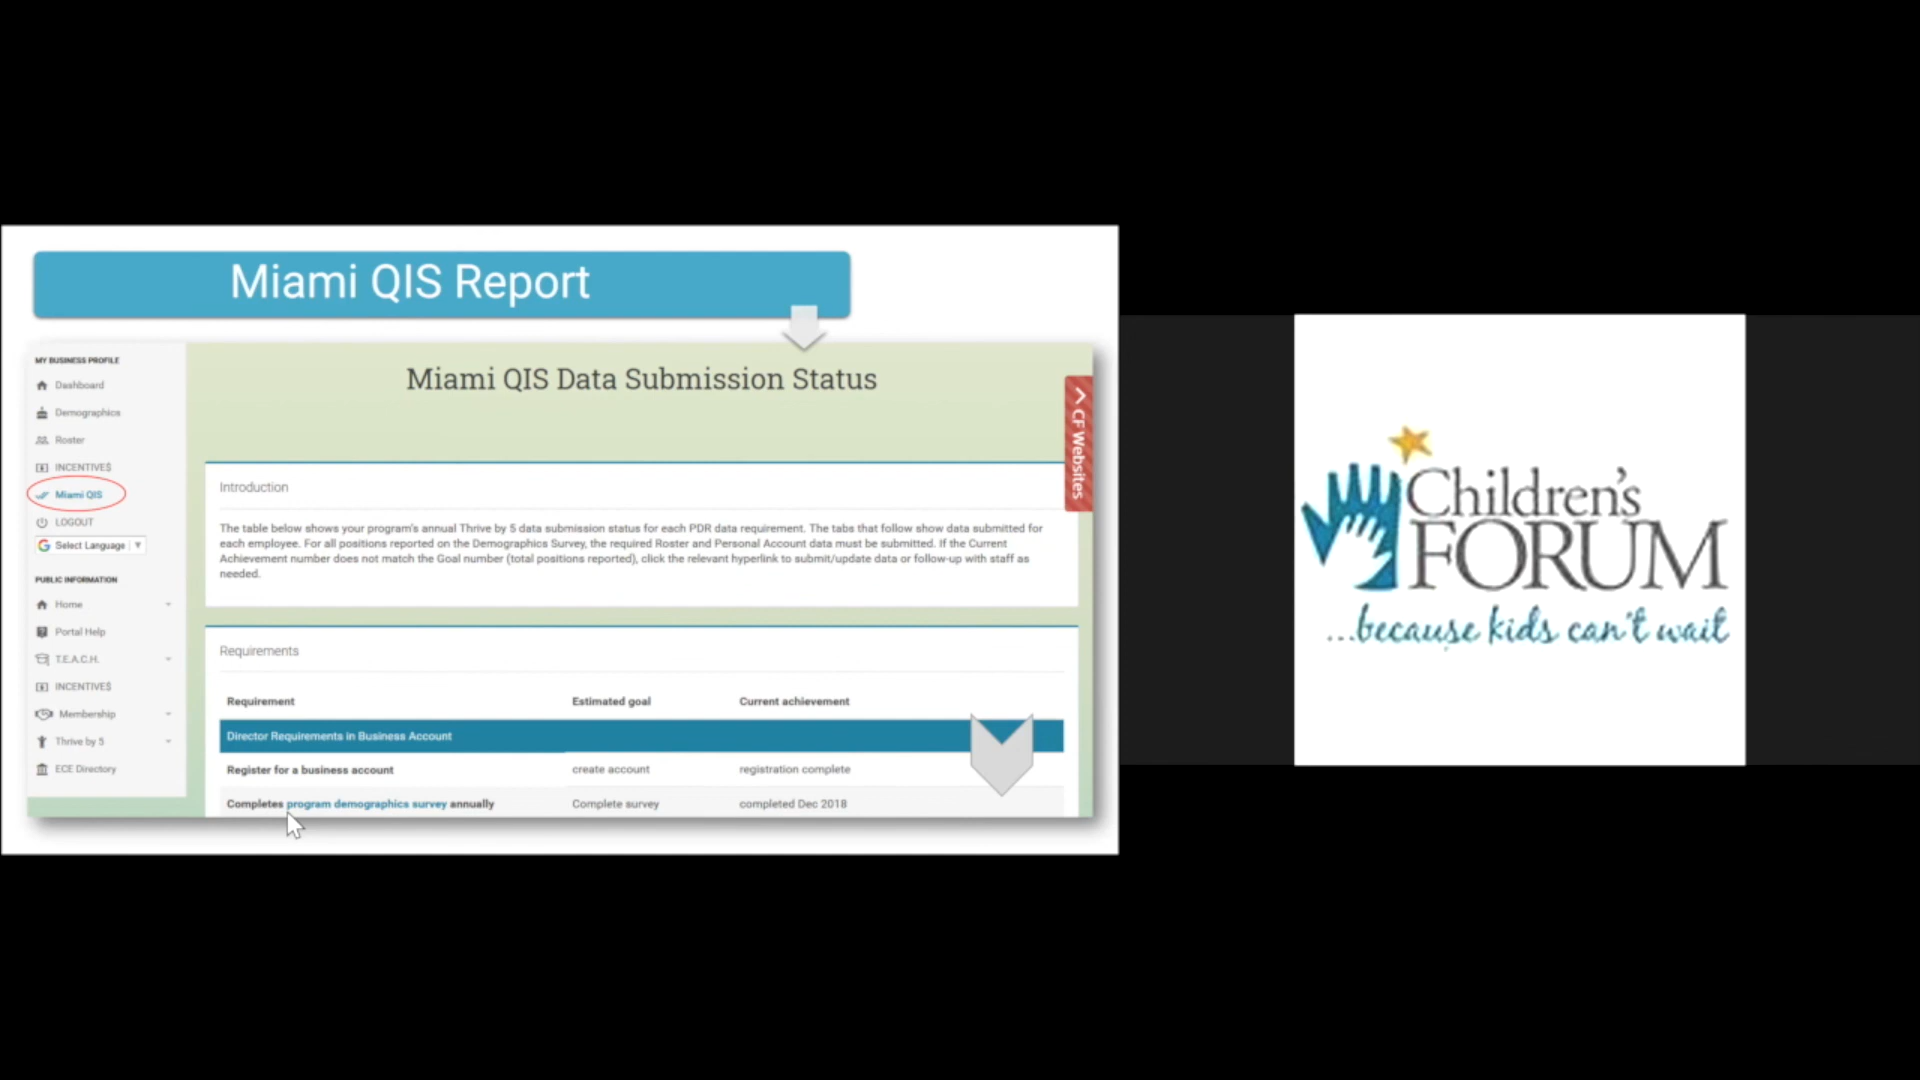 Miami QIS Report
MY BUSINESS PROFILE
Dashboard
Demographics
Roster
INCENTIVE$
Miami QIS
LOGOUT
Select Language
PUBLIC INFORMATION
Home
Portal Help
T.E.A.C.H.
INCENTIVE$
Membership
Thrive by 5
ECE Directory
Miami QIS Data Submission Status
CF Websites
Introduction
The table below shows your program's annual Thrive by 5 data submission status for each PDR data requirement. The tabs that follow show data submitted for
each employee. For all positions reported on the Demographics Survey, the required Roster and Personal Account data must be submitted. If the Current
Achievement number does not match the Goal number (total positions reported), click the relevant hyperlink to submit/update data or follow-up with staff as
needed.
Requirements
Requirement Estimated goal Current achievement
Director Requirements in Business Account
Register for a business account create account registration complete
Completes program demographics survey annually Complete survey completed Dec 2018
Children's
FORUM
...because kids can't wait